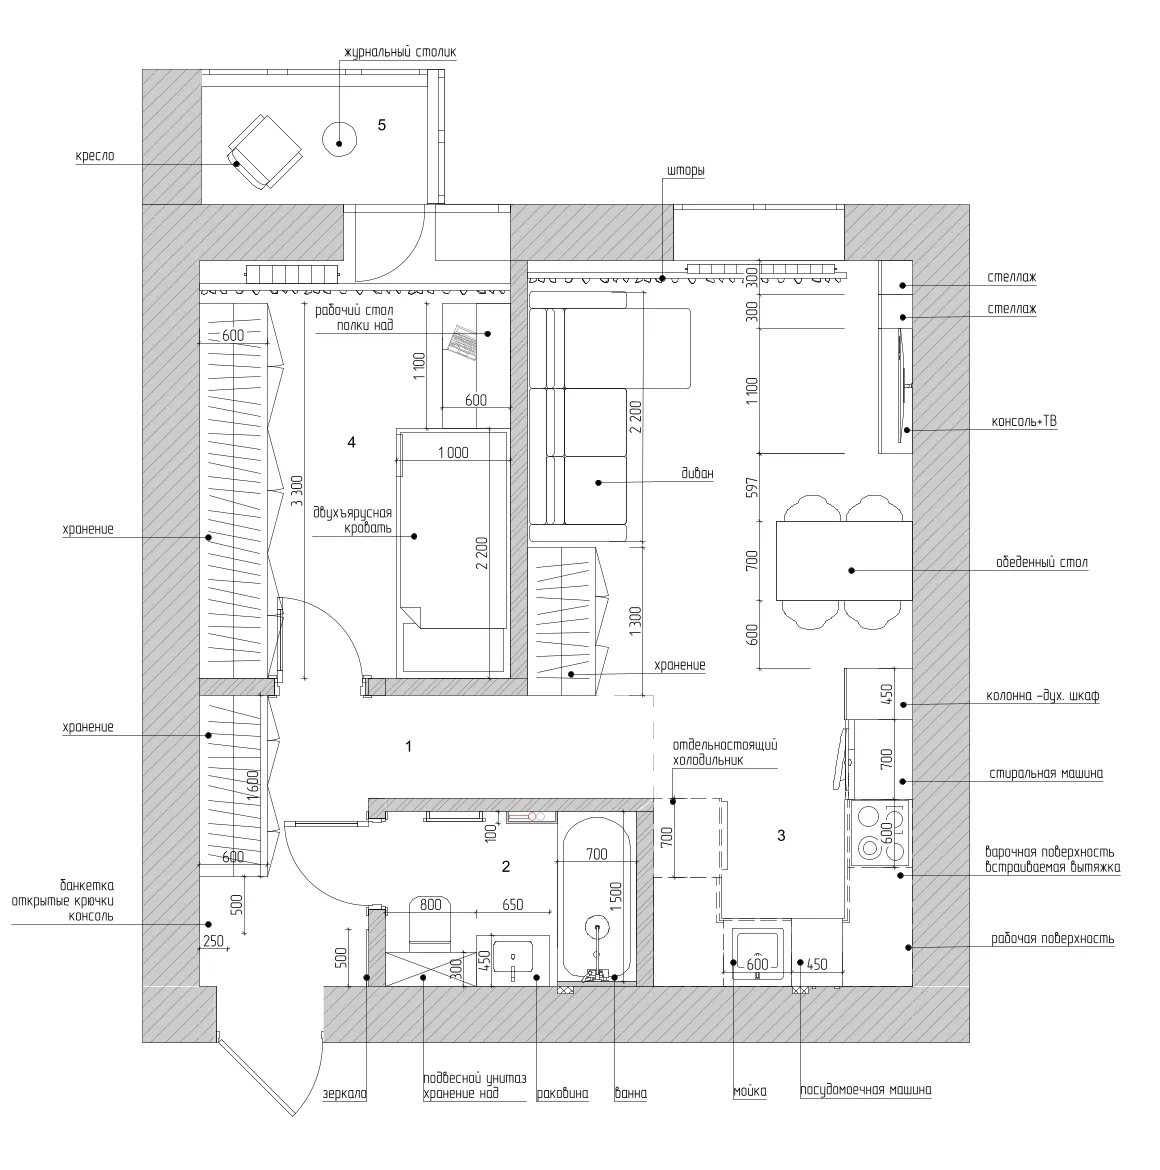 журнальный столик
5
кресло
шторы
300
стеллаж
300
стеллаж
рабочий стол
полки над
600
1 100
600
1 100
2 200
консоль+ТВ
4
1 000
диван
597
3 300
двухъярусная
кровать
хранение
2 200
700
обеденный стол
1 300
600
хранение
450
колонна -дух. шкаф
хранение
1
отдельностоящий
холодильник
700
стиральная машина
1 600
100
700
3
600
600
2
700
варочная поверхность
встраиваемая вытяжка
банкетка
открытые крючки
консоль
500
800
650
1 500
250
500
300
450
600
450
рабочая поверхность
зеркало
подвесной унитаз
хранение над
раковина
ванна
мойка
посудомоечная машина